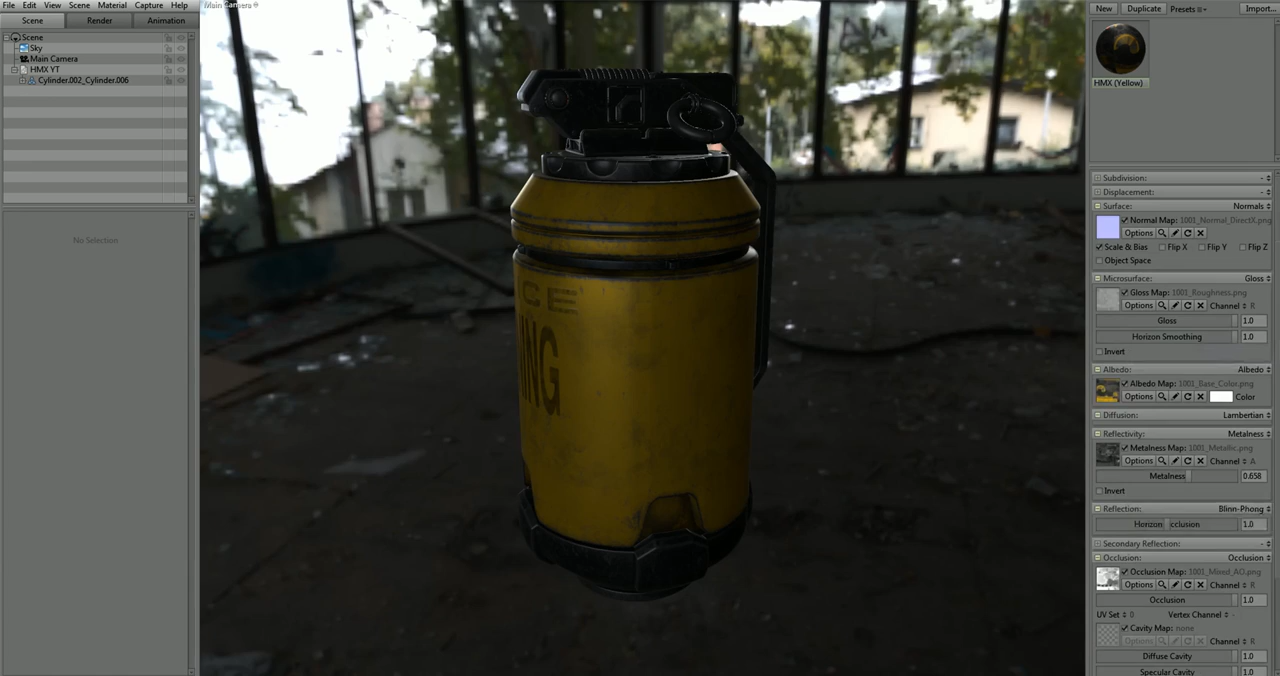 File Edit View Scene Material Capture Help
Scene Render Animation
Scene
Sky
Main Camera
HMX YT
Cylinder.002_Cylinder.006
No Selection
Main Camera
CE
ING
New Duplicate Presets Import...
HMX (Yellow)
Subdivision: -
Displacement: -
Surface: Normals
Normal Map: 1001_Normal_DirectX.png
Options
Scale & Bias Flip X Flip Y Flip Z
Object Space
Microsurface: Gloss
Gloss Map: 1001_Roughness.png
Options Channel R
Gloss 1.0
Horizon Smoothing 1.0
Invert
Albedo: Albedo
Albedo Map: 1001_Base_Color.png
Options Color
Diffusion: Lambertian
Reflectivity: Metalness
Metalness Map: 1001_Metallic.png
Options Channel A
Metalness 0.658
Invert
Reflection: Blinn-Phong
Horizon cclusion 1.0
Secondary Reflection: -
Occlusion: Occlusion
Occlusion Map: 1001_Mixed_AO.png
Options Channel R
Occlusion 1.0
UV Set 0 Vertex Channel -
Cavity Map: none
Options Channel R
Diffuse Cavity 1.0
Specular Cavity 1.0